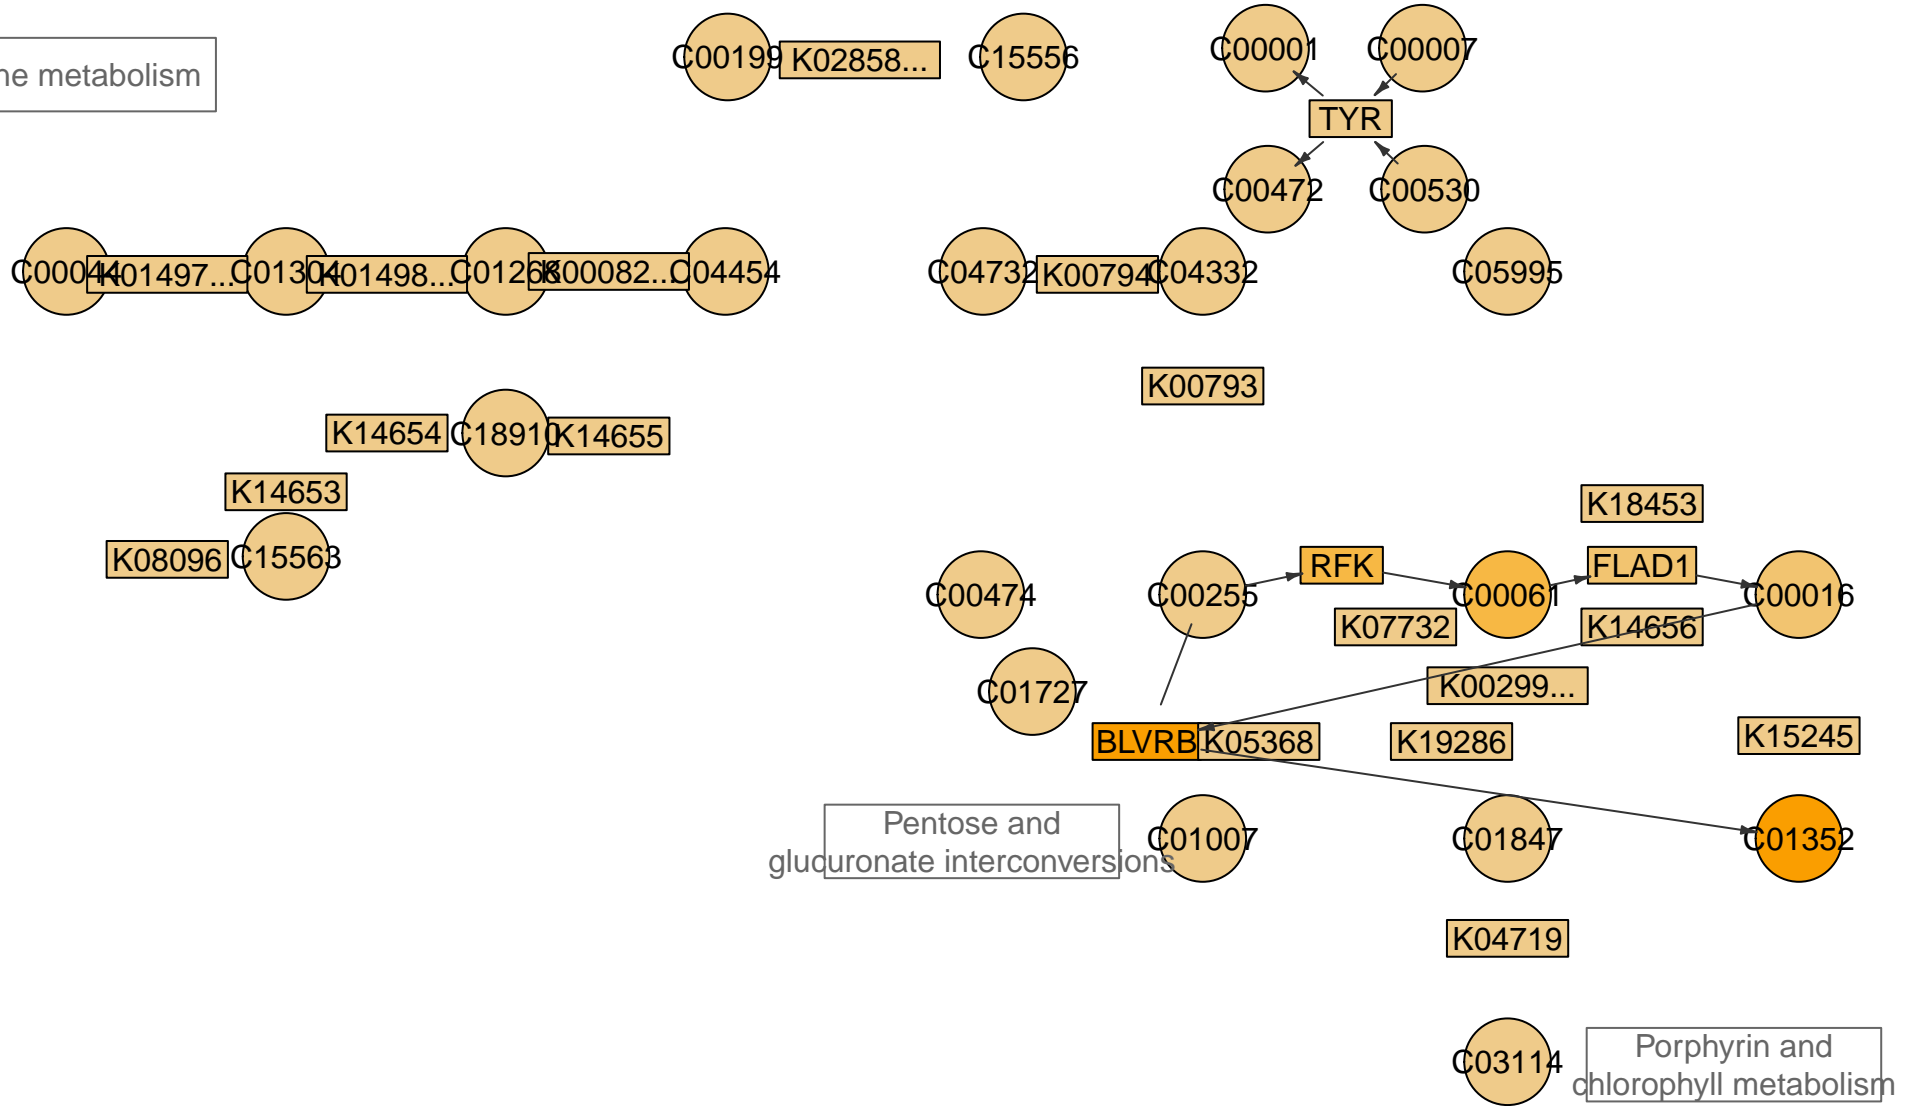 ne metabolism
C00199
K02858...
C15556
C00001
C00007
TYR
C00472
C00530
C00044
K01497...
C01304
K01498...
C01268
K00082...
C04454
C04732
K00794
C04332
C05995
K00793
K14654
C18910
K14655
K14653
K08096
C15563
K18453
RFK
FLAD1
C00474
C00255
C00061
C00016
K07732
K14656
C01727
K00299...
BLVRB
K05368
K19286
K15245
Pentose and
glucuronate interconversions
C01007
C01847
C01352
K04719
C03114
Porphyrin and
chlorophyll metabolism